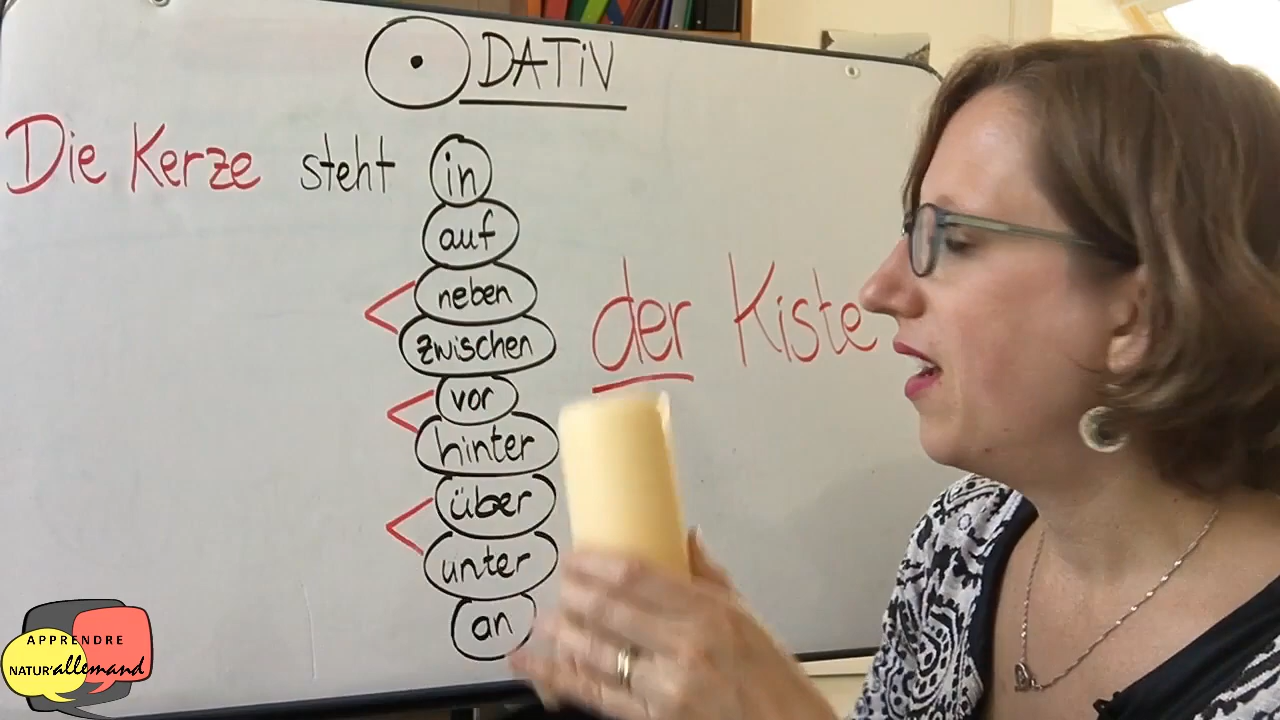 DATiV
Die Kerze steht in
auf
neben
zwischen
der Kiste
vor
hinter
über
unter
an
APPRENDRE
NATUR'allemand